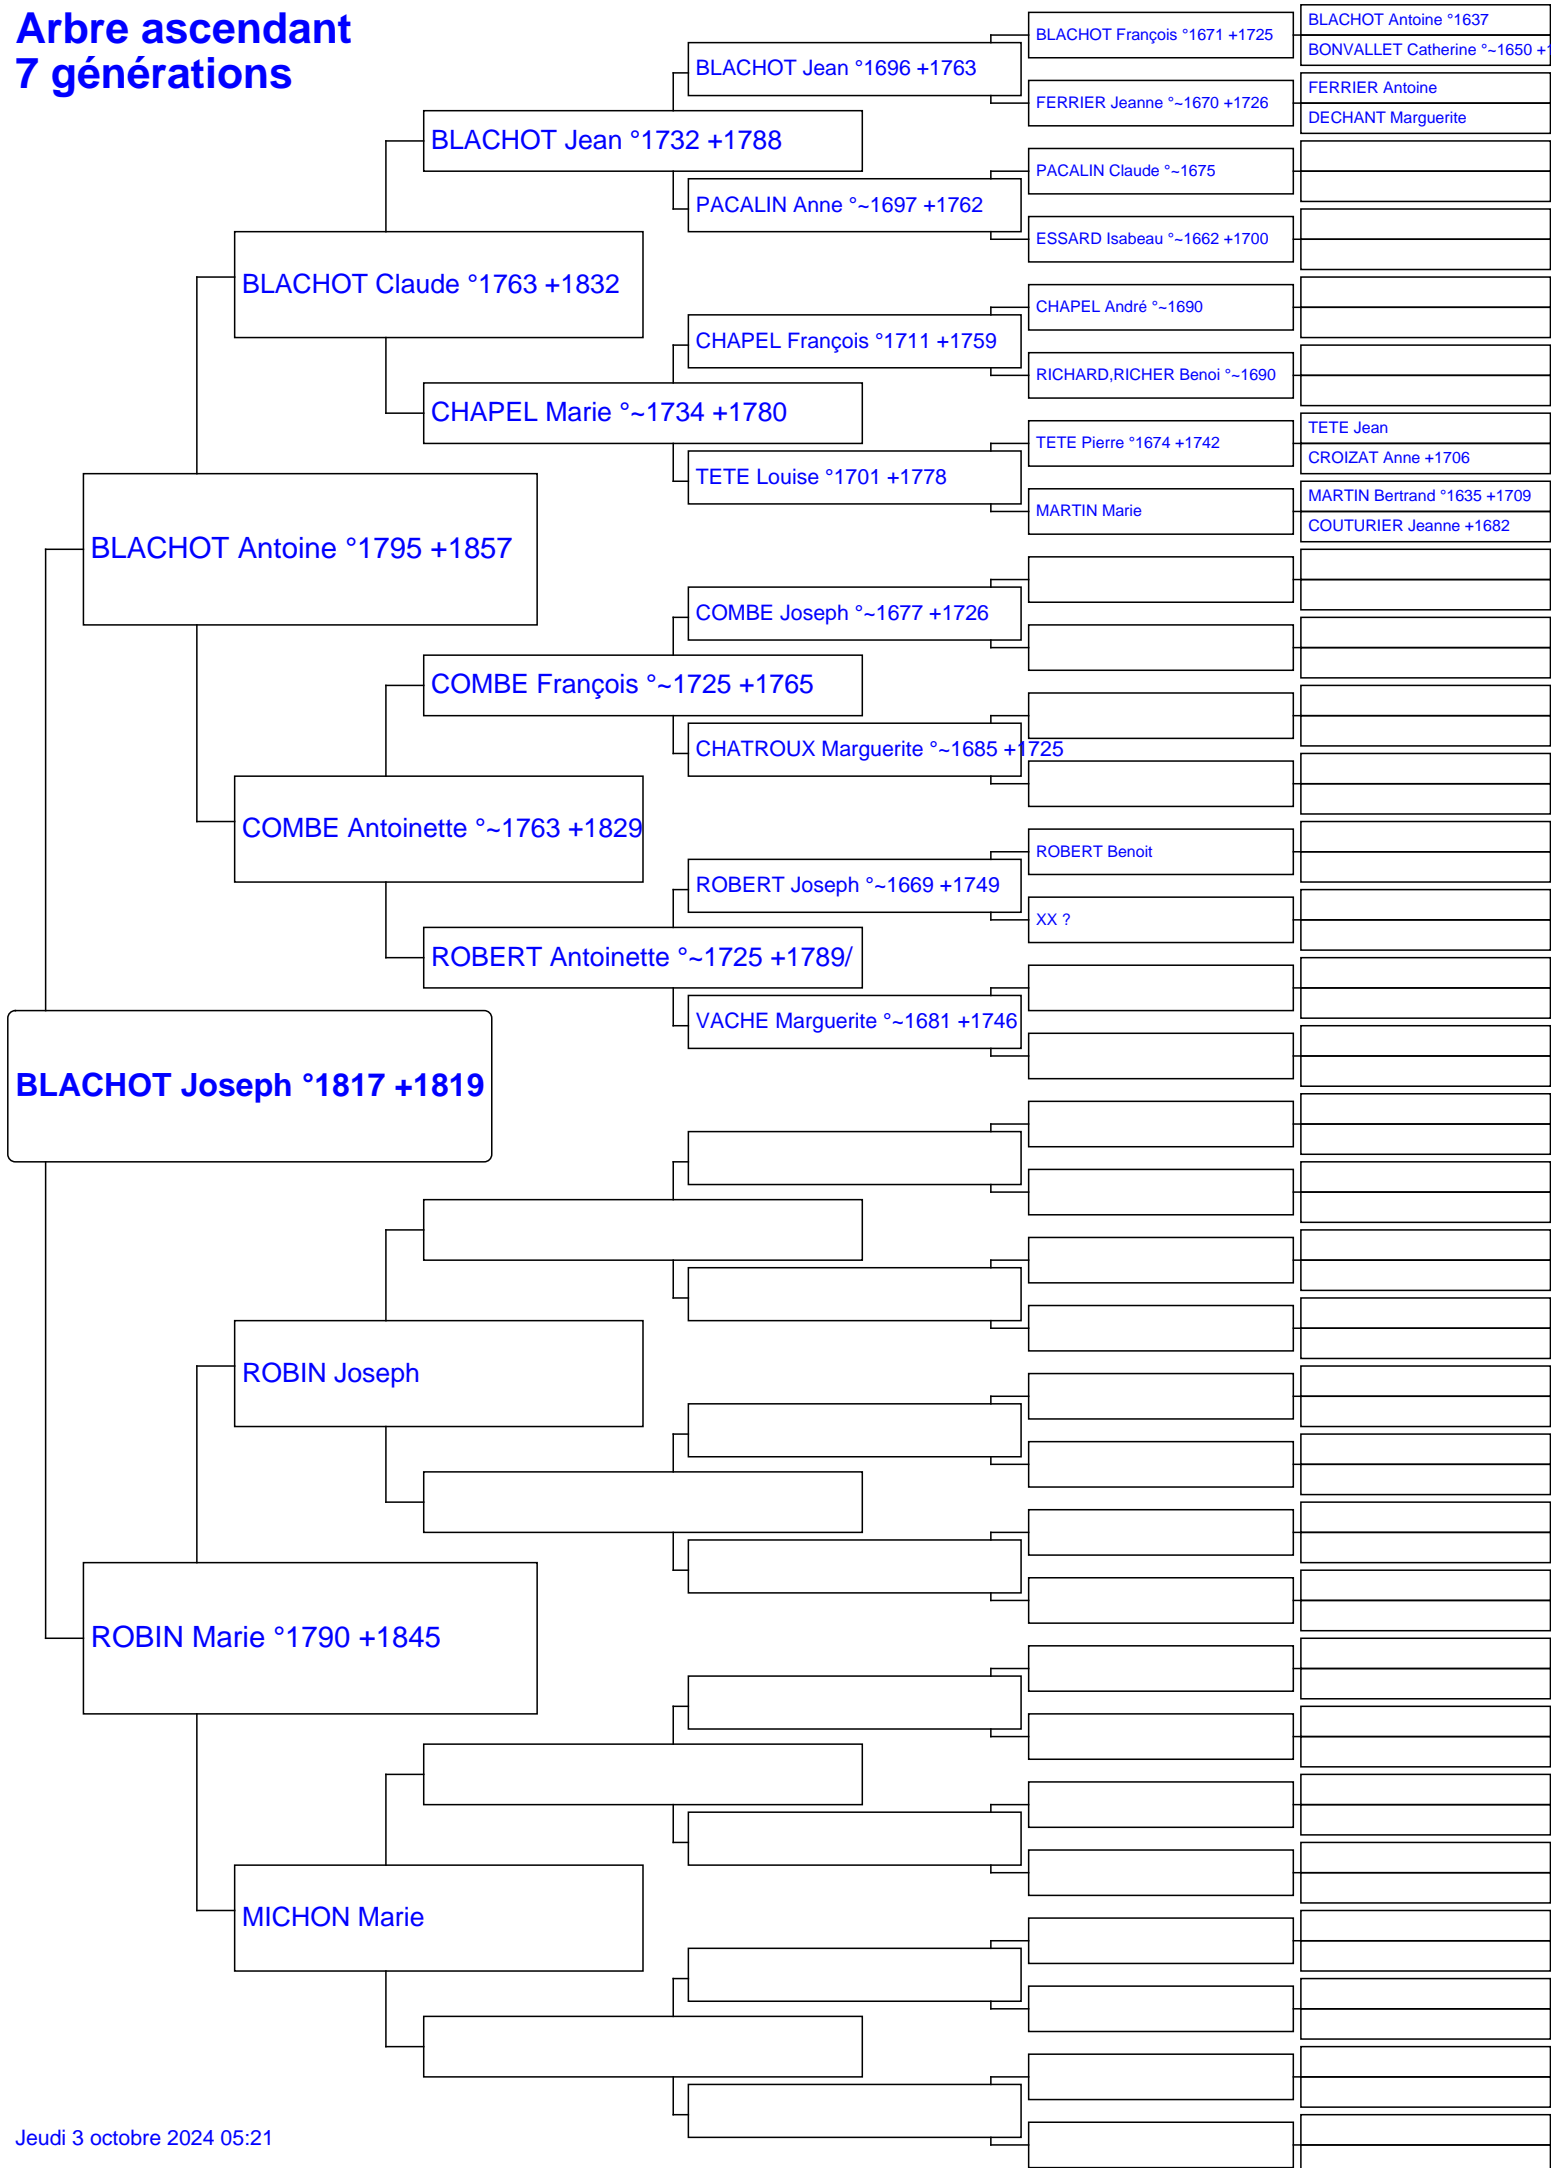 Arbre ascendant
7 générations
BLACHOT Joseph °1817 +1819
BLACHOT Antoine °1795 +1857
ROBIN Marie °1790 +1845
BLACHOT Claude °1763 +1832
COMBE Antoinette °~1763 +1829
ROBIN Joseph
MICHON Marie
BLACHOT Jean °1732 +1788
CHAPEL Marie °~1734 +1780
COMBE François °~1725 +1765
ROBERT Antoinette °~1725 +1789/
BLACHOT Jean °1696 +1763
PACALIN Anne °~1697 +1762
CHAPEL François °1711 +1759
TETE Louise °1701 +1778
COMBE Joseph °~1677 +1726
CHATROUX Marguerite °~1685 +1725
ROBERT Joseph °~1669 +1749
VACHE Marguerite °~1681 +1746
BLACHOT François °1671 +1725
FERRIER Jeanne °~1670 +1726
PACALIN Claude °~1675
ESSARD Isabeau °~1662 +1700
CHAPEL André °~1690
RICHARD,RICHER Benoi °~1690
TETE Pierre °1674 +1742
MARTIN Marie
ROBERT Benoit
XX ?
BLACHOT Antoine °1637
BONVALLET Catherine °~1650 +1
FERRIER Antoine
DECHANT Marguerite
TETE Jean
CROIZAT Anne +1706
MARTIN Bertrand °1635 +1709
COUTURIER Jeanne +1682
Jeudi 3 octobre 2024 05:21